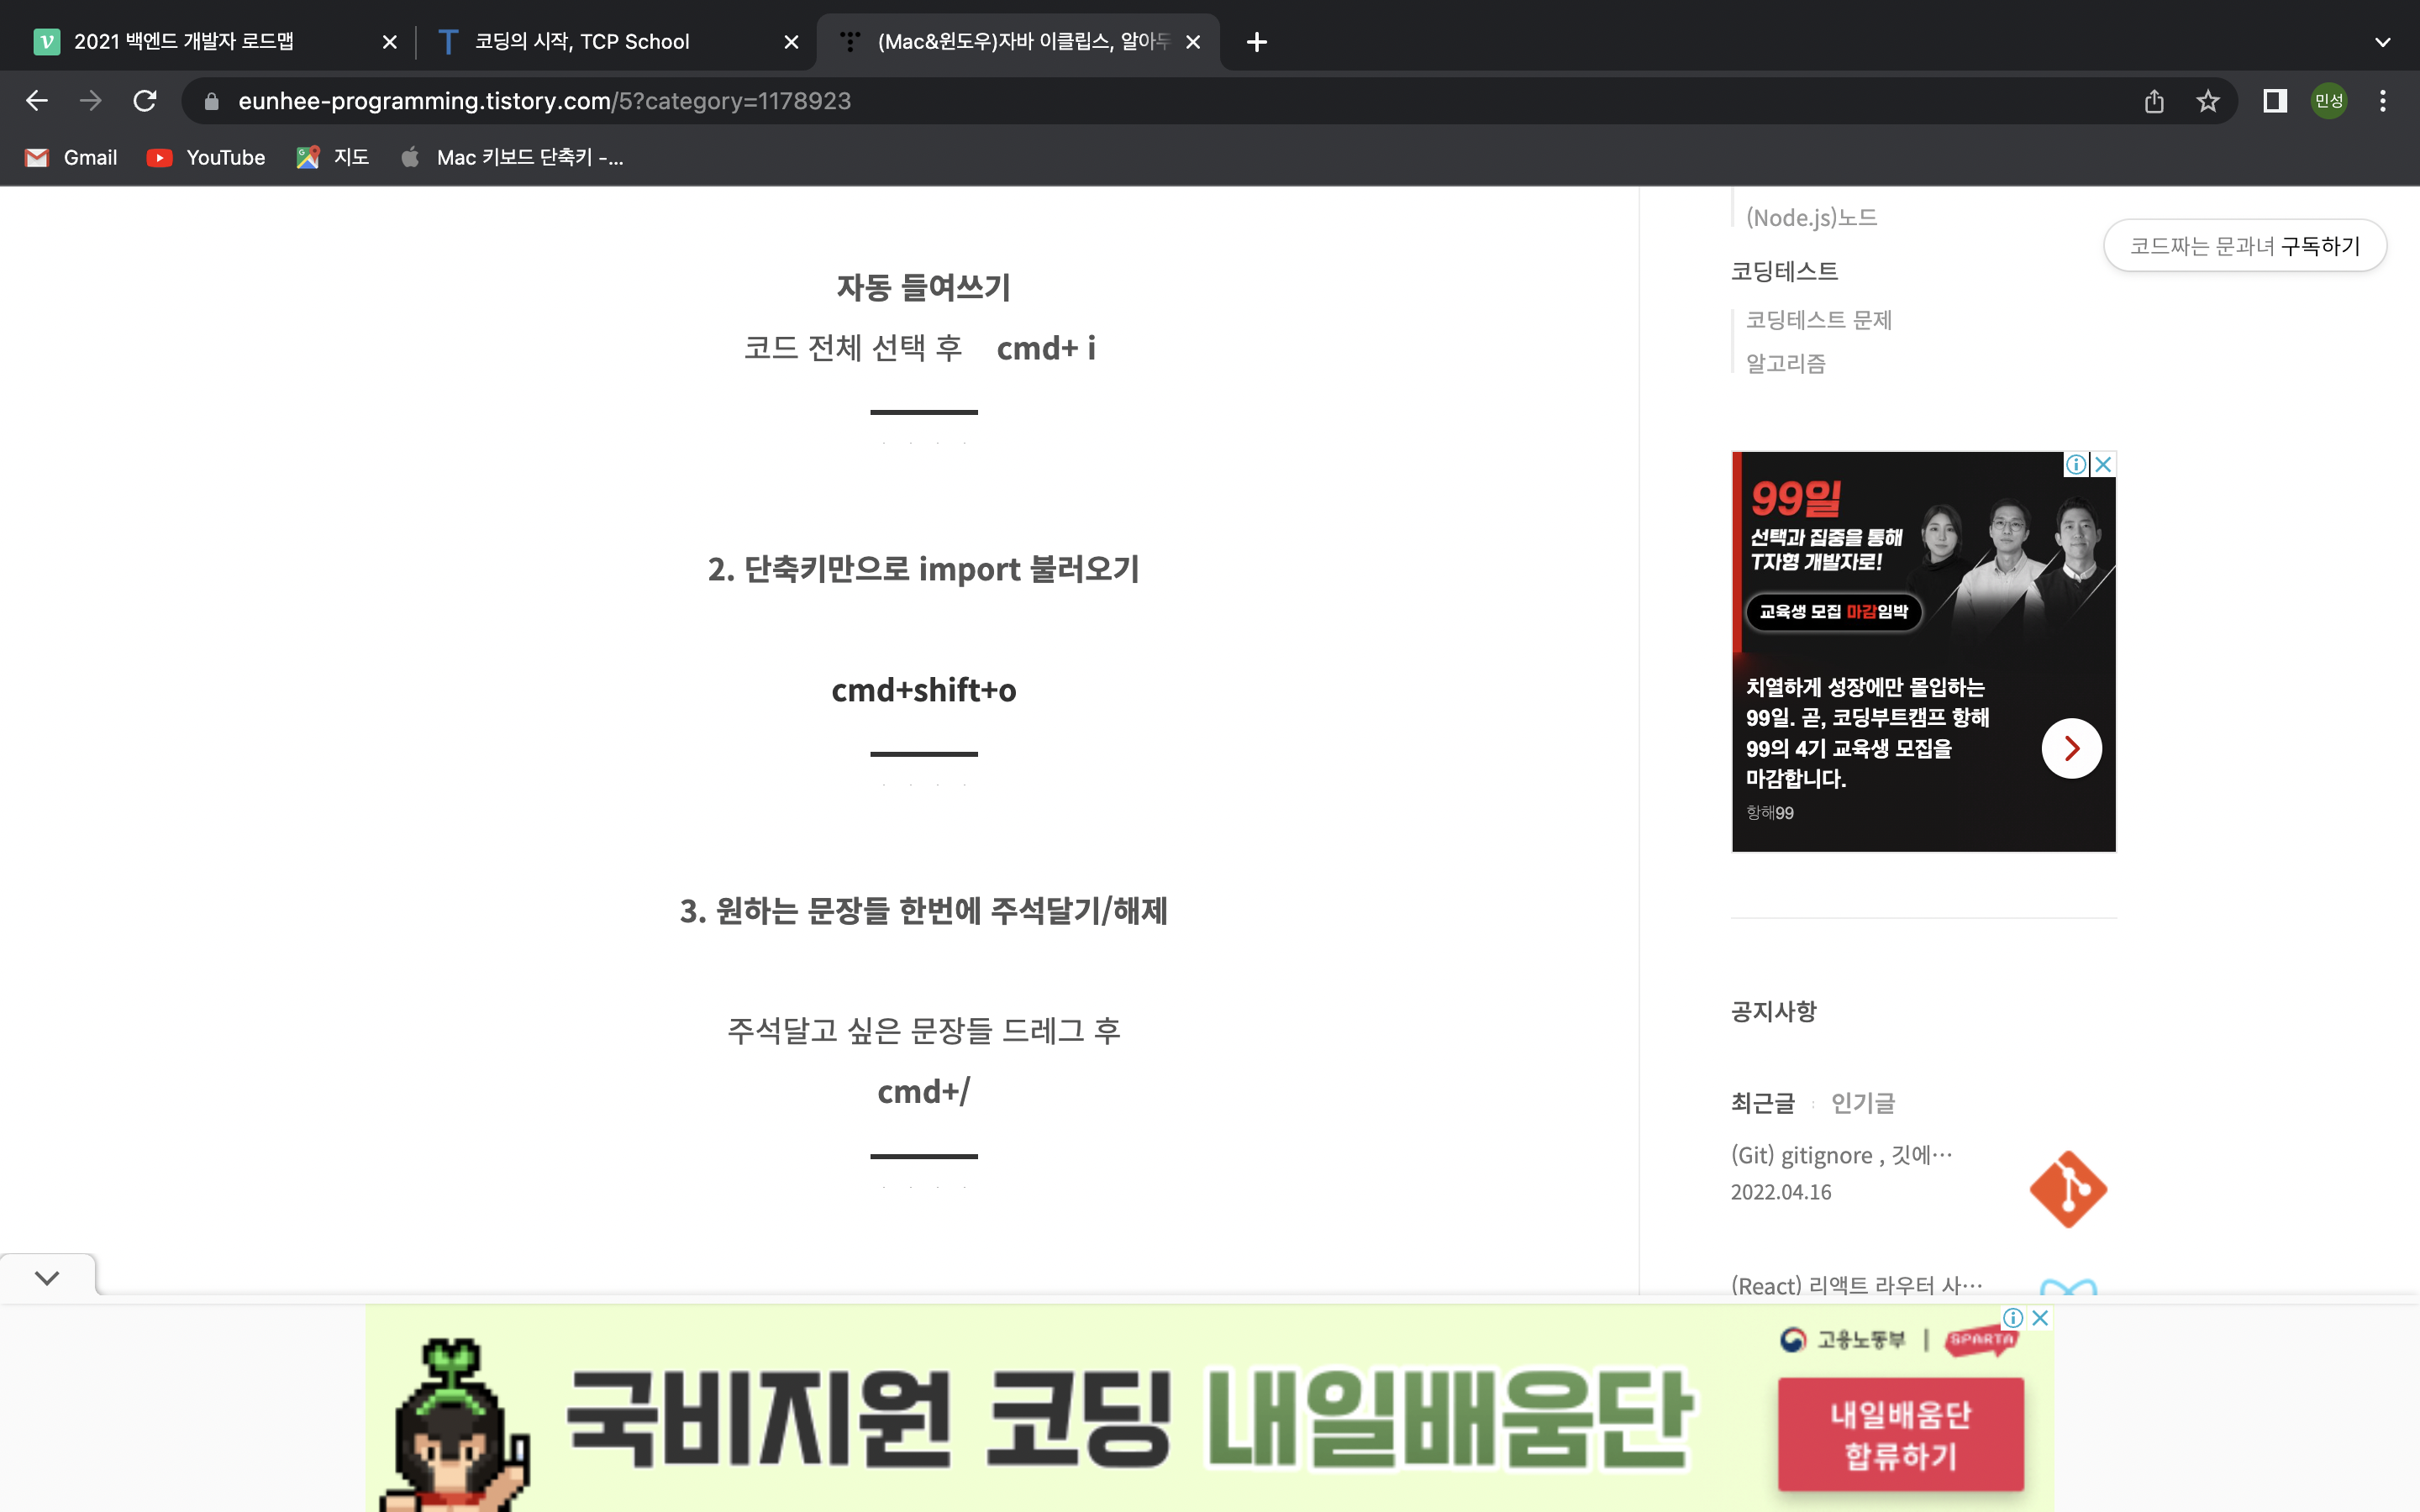 2021 백엔드 개발자 로드맵
코딩의 시작, TCP School
(Mac&윈도우)자바 이클립스, 알아두
eunhee-programming.tistory.com/5?category=1178923
민성
Gmail
YouTube
지도
Mac 키보드 단축키 -...
자동 들여쓰기
코드 전체 선택 후 cmd+ i
2. 단축키만으로 import 불러오기
cmd+shift+o
3. 원하는 문장들 한번에 주석달기/해제
주석달고 싶은 문장들 드레그 후
cmd+/
(Node.js)노드
코딩테스트
코딩테스트 문제
알고리즘
코드짜는 문과녀 구독하기
99일
선택과 집중을 통해
T자형 개발자로!
교육생 모집 마감임박
치열하게 성장에만 몰입하는
99일. 곧, 코딩부트캠프 항해
99의 4기 교육생 모집을
마감합니다.
항해99
공지사항
최근글 : 인기글
(Git) gitignore , 깃에…
2022.04.16
(React) 리액트 라우터 사…
국비지원 코딩 내일배움단
고용노동부 | SPARTA
내일배움단
합류하기